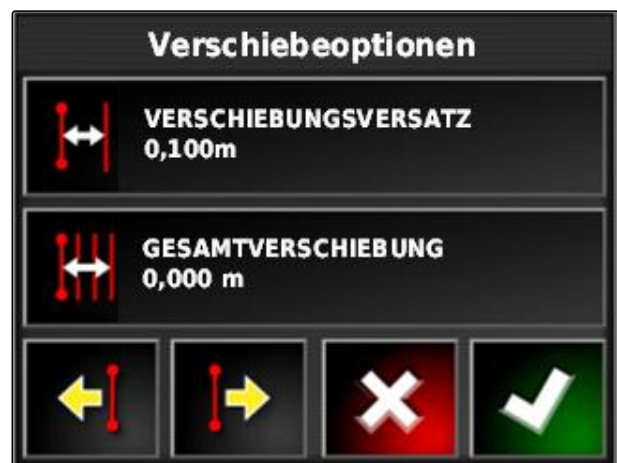 Verschiebeoptionen
VERSCHIEBUNGSVERSATZ
0,100m
GESAMTVERSCHIEBUNG
0,000 m